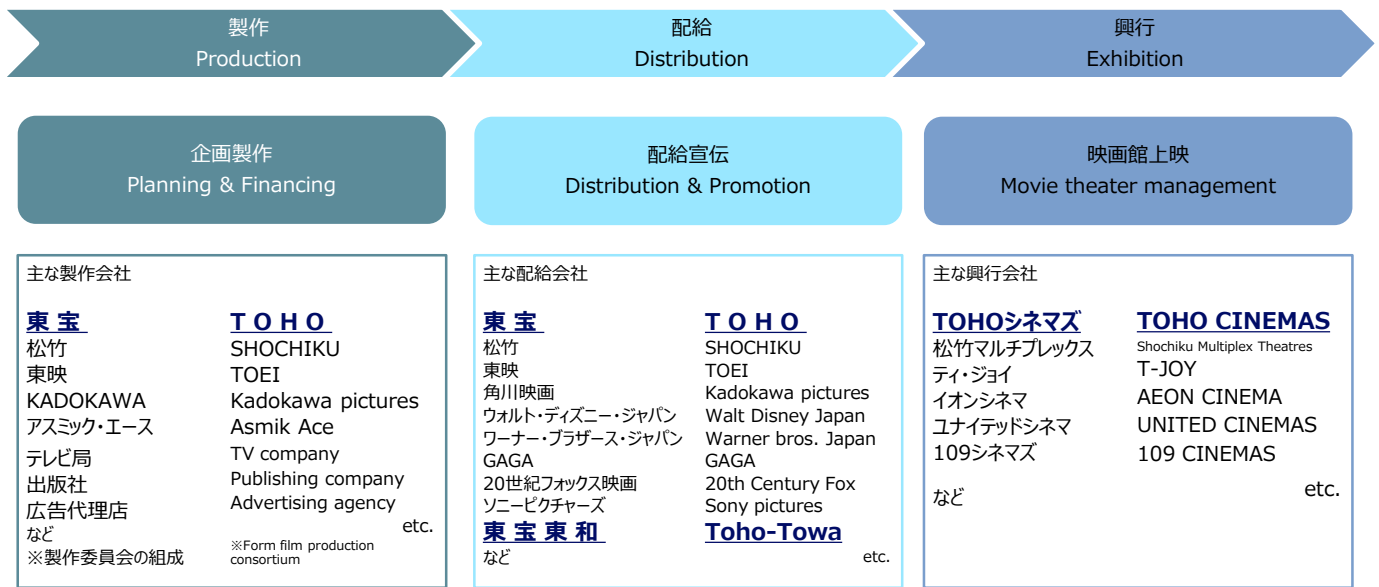 製作
Production
配給
Distribution
興行
Exhibition
企画製作
Planning & Financing
配給宣伝
Distribution & Promotion
映画館上映
Movie theater management
主な製作会社
東宝 TOHO
松竹 SHOCHIKU
東映 TOEI
KADOKAWA Kadokawa pictures
アスミック・エース Asmik Ace
テレビ局 TV company
出版社 Publishing company
広告代理店 Advertising agency
など etc.
※製作委員会の組成 ※Form film production
consortium
主な配給会社
東宝 TOHO
松竹 SHOCHIKU
東映 TOEI
角川映画 Kadokawa pictures
ウォルト・ディズニー・ジャパン Walt Disney Japan
ワーナー・ブラザース・ジャパン Warner bros. Japan
GAGA GAGA
20世紀フォックス映画 20th Century Fox
ソニーピクチャーズ Sony pictures
東宝東和 Toho-Towa
など etc.
主な興行会社
TOHOシネマズ TOHO CINEMAS
松竹マルチプレックス Shochiku Multiplex Theatres
ティ・ジョイ T-JOY
イオンシネマ AEON CINEMA
ユナイテッドシネマ UNITED CINEMAS
109シネマズ 109 CINEMAS
など etc.